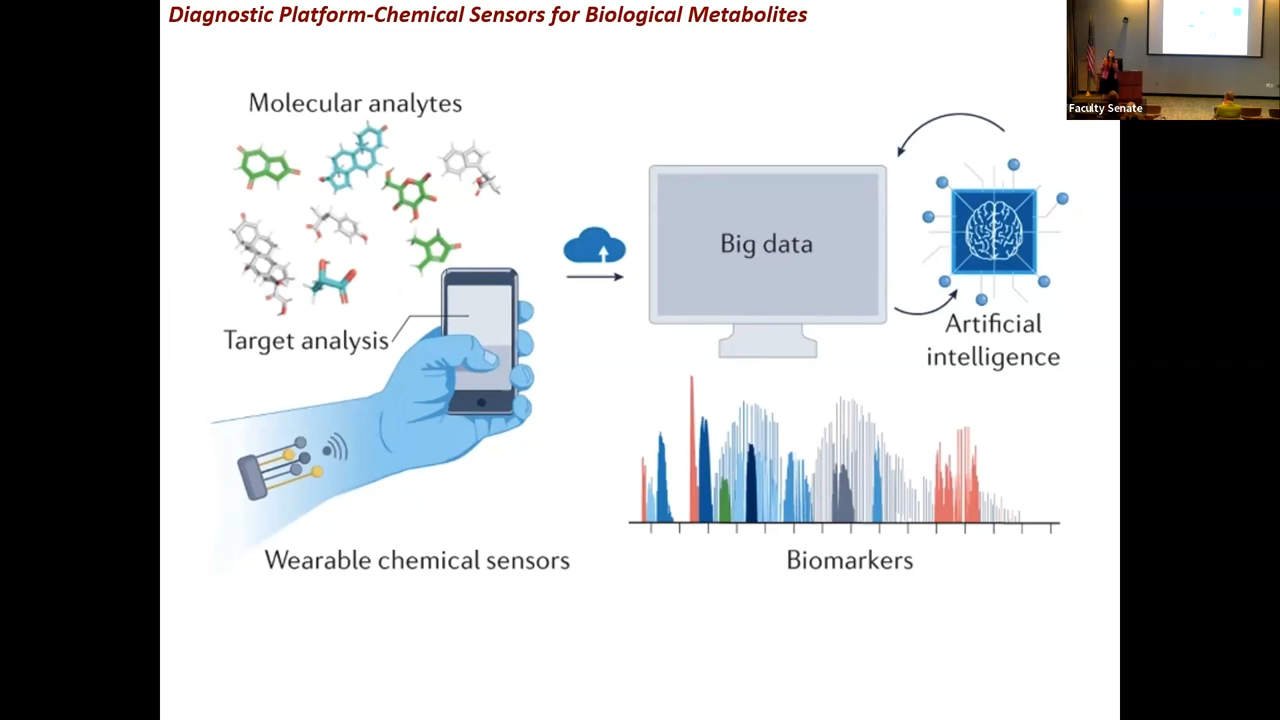 Diagnostic Platform-Chemical Sensors for Biological Metabolites
Faculty Senate
Molecular analytes
Big data
Target analysis
Artificial
intelligence
Wearable chemical sensors
Biomarkers